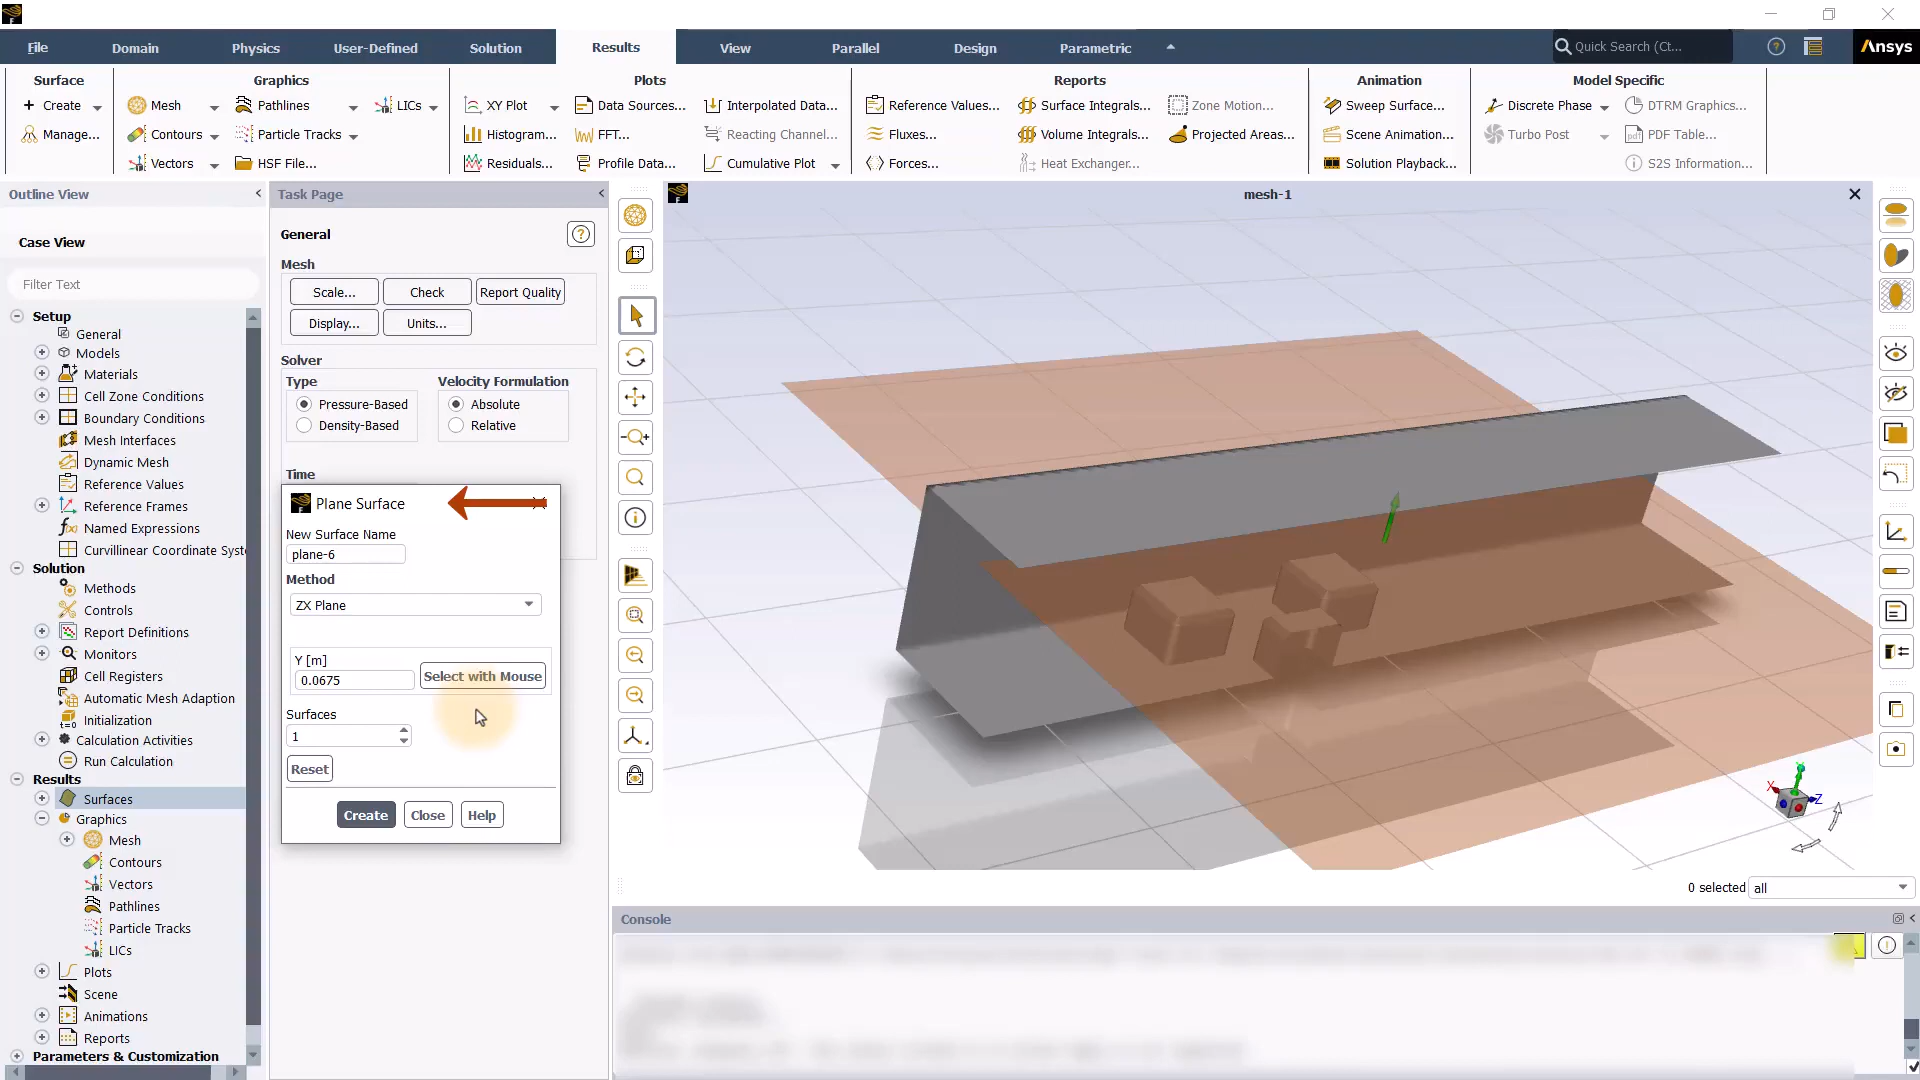 File
Domain
Physics
User-Defined
Solution
Results
View
Parallel
Design
Parametric
Quick Search (Ct...
Ansys
Surface
Create
Manage...
Graphics
Mesh
Contours
Vectors
Pathlines
Particle Tracks
HSF File...
LICs
Plots
XY Plot
Histogram...
Residuals...
Data Sources...
FFT...
Profile Data...
Interpolated Data...
Reacting Channel...
Cumulative Plot
Reports
Reference Values...
Fluxes...
Forces...
Surface Integrals...
Volume Integrals...
Heat Exchanger...
Zone Motion...
Projected Areas...
Animation
Sweep Surface...
Scene Animation...
Solution Playback...
Model Specific
Discrete Phase
Turbo Post
DTRM Graphics...
PDF Table...
S2S Information...
Outline View
Case View
Filter Text
Setup
General
Models
Materials
Cell Zone Conditions
Boundary Conditions
Mesh Interfaces
Dynamic Mesh
Reference Values
Reference Frames
Named Expressions
Curvillinear Coordinate Syst
Solution
Methods
Controls
Report Definitions
Monitors
Cell Registers
Automatic Mesh Adaption
Initialization
Calculation Activities
Run Calculation
Results
Surfaces
Graphics
Mesh
Contours
Vectors
Pathlines
Particle Tracks
LICs
Plots
Scene
Animations
Reports
Parameters & Customization
Task Page
General
Mesh
Scale...
Check
Report Quality
Display...
Units...
Solver
Type
Pressure-Based
Density-Based
Velocity Formulation
Absolute
Relative
Time
Plane Surface
New Surface Name
plane-6
Method
ZX Plane
Y [m]
0.0675
Select with Mouse
Surfaces
1
Reset
Create
Close
Help
mesh-1
X
Z
0 selected
all
Console